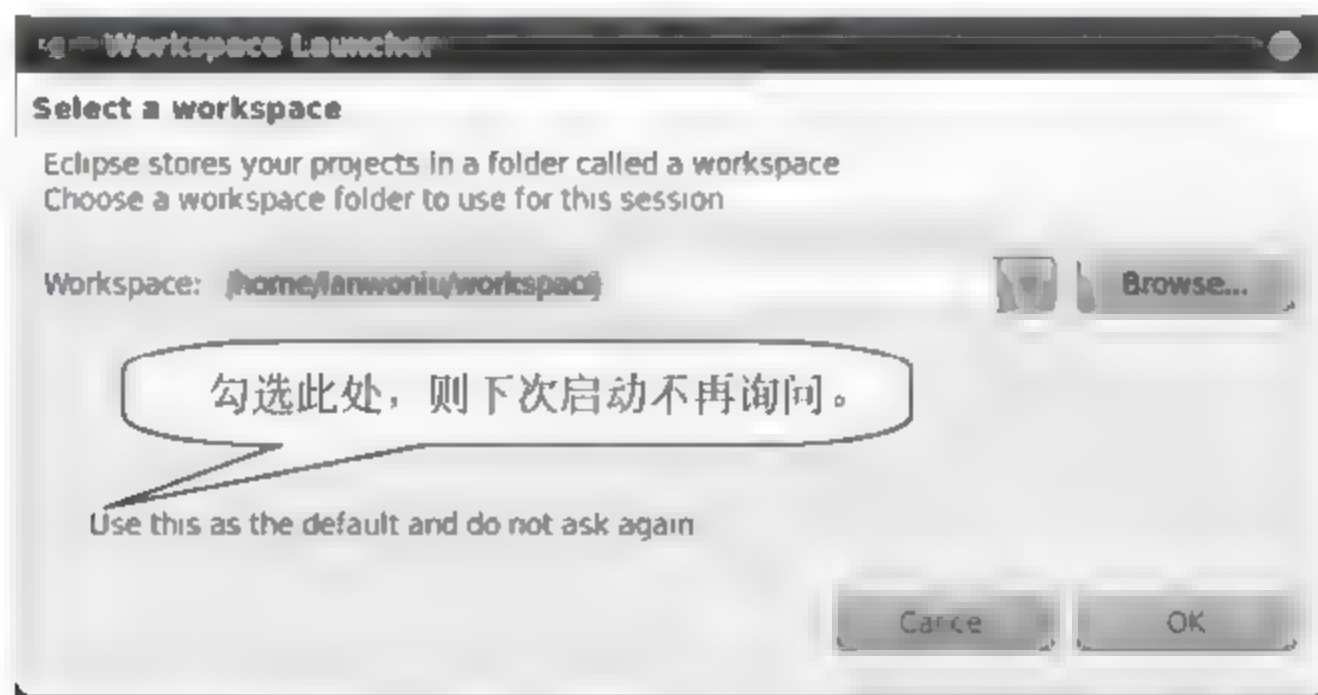 Workspace Launcher
Select a workspace
Eclipse stores your projects in a folder called a workspace
Choose a workspace folder to use for this session
Workspace: /home/lanwoniu/workspace Browse...
勾选此处，则下次启动不再询问。
Use this as the default and do not ask again
Cancel OK